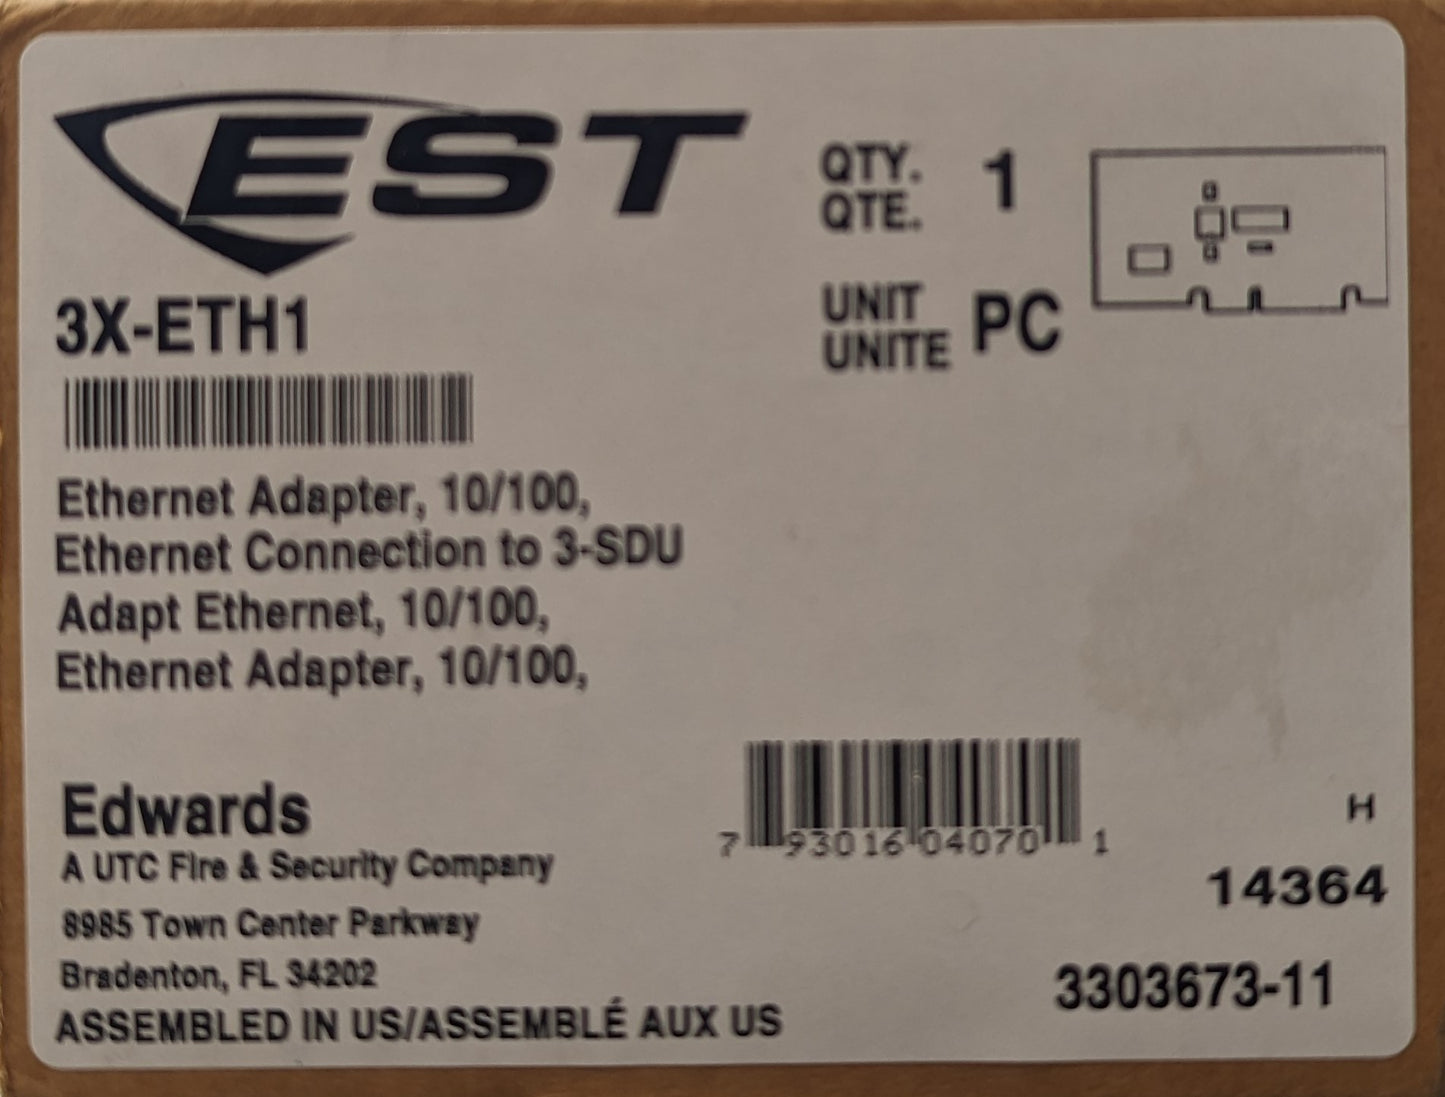 EST
3X-ETH1
QTY. 1
QTE.
UNIT PC
UNITE
Ethernet Adapter, 10/100,
Ethernet Connection to 3-SDU
Adapt Ethernet, 10/100,
Ethernet Adapter, 10/100,
Edwards
A UTC Fire & Security Company
8985 Town Center Parkway
Bradenton, FL 34202
ASSEMBLED IN US/ASSEMBLÉ AUX US
7 93016 04070 1
H
14364
3303673-11